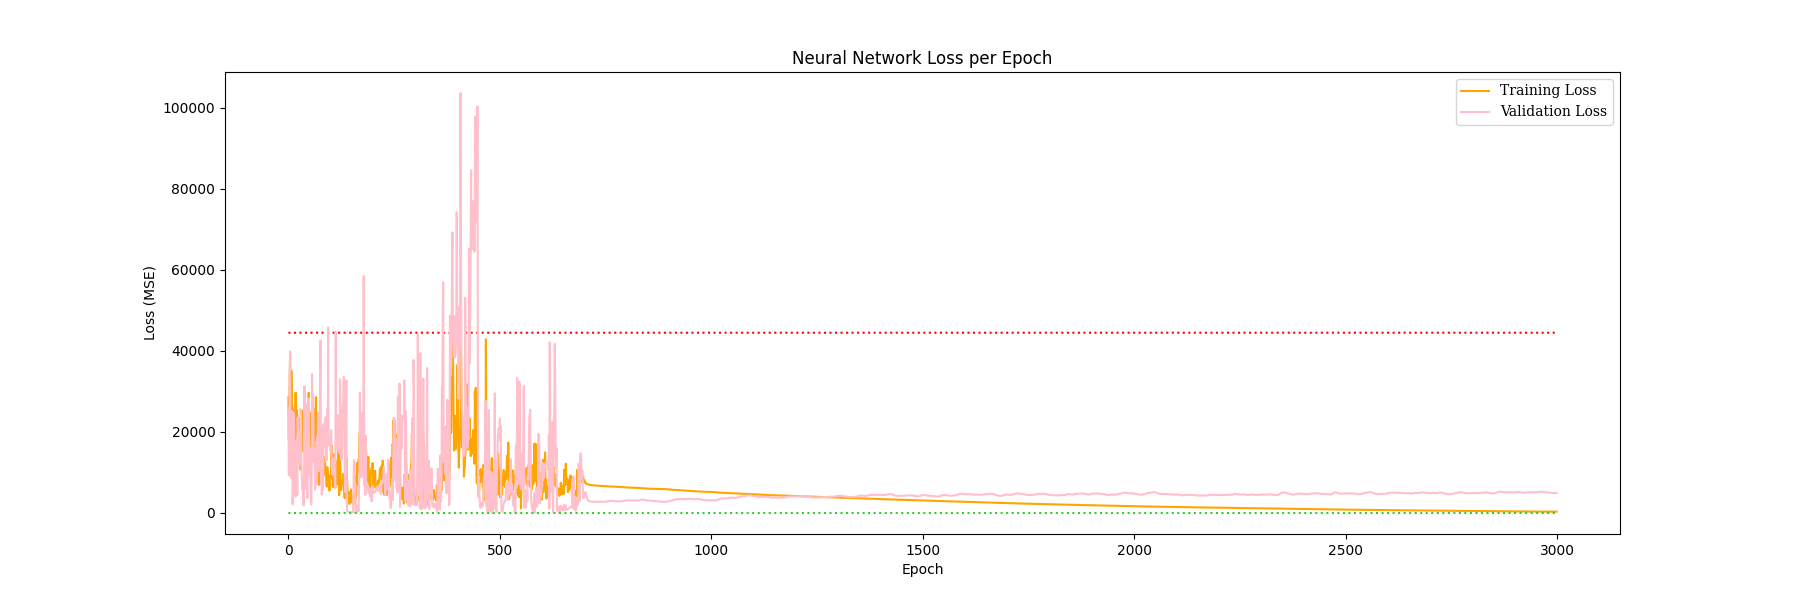 Neural Network Loss per Epoch
Training Loss
Validation Loss
Loss (MSE)
100000
80000
60000
40000
20000
0
0 500 1000 1500 2000 2500 3000
Epoch